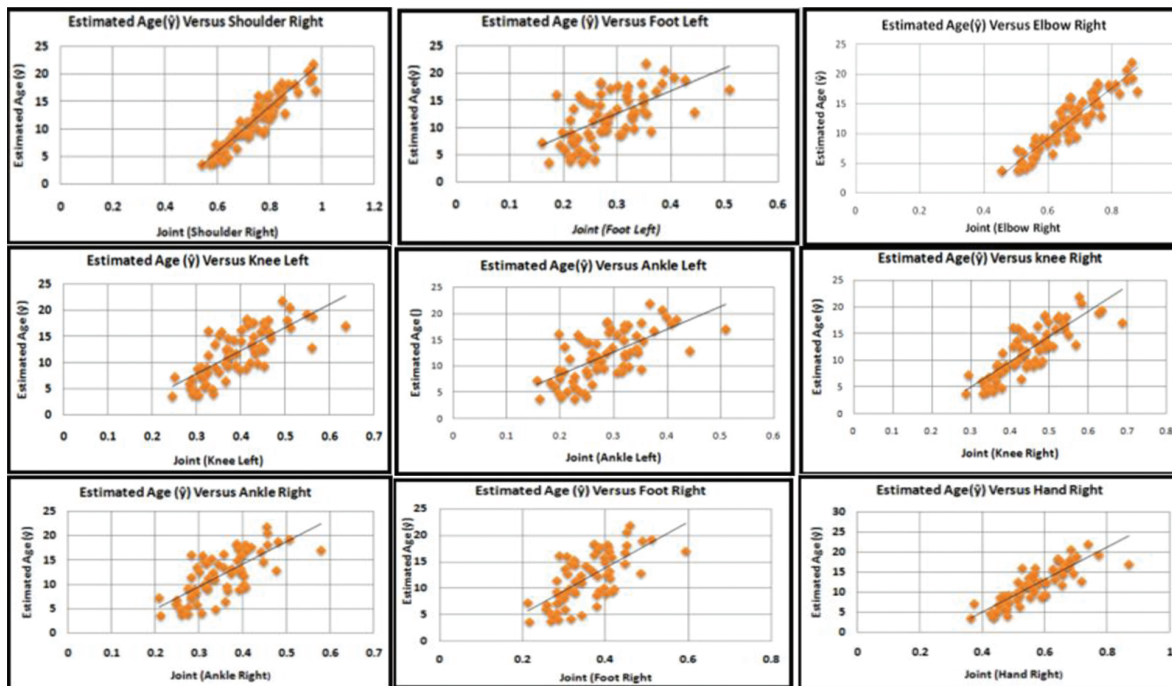 Estimated Age(ŷ) Versus Shoulder Right
Estimated Age (ŷ)
25
20
15
10
5
0
0 0.2 0.4 0.6 0.8 1 1.2
Joint (Shoulder Right)
Estimated Age (ŷ) Versus Foot Left
Estimated Age(ŷ)
25
20
15
10
5
0
0 0.1 0.2 0.3 0.4 0.5 0.6
Joint (Foot Left)
Estimated Age(ŷ) Versus Elbow Right
Estimated Age (ŷ)
25
20
15
10
5
0
0 0.2 0.4 0.6 0.8
Joint (Elbow Right
Estimated Age(ŷ) Versus Knee Left
Estimated Age (ŷ)
25
20
15
10
5
0
0 0.1 0.2 0.3 0.4 0.5 0.6 0.7
Joint (Knee Left)
Estimated Age(ŷ) Versus Ankle Left
Estimated Age()
25
20
15
10
5
0
0 0.1 0.2 0.3 0.4 0.5 0.6
Joint (Ankle Left)
Estimated Age(ŷ) Versus knee Right
Estimated Age (ŷ)
25
20
15
10
5
0
0 0.1 0.2 0.3 0.4 0.5 0.6 0.7 0.8
Joint (Knee Right)
Estimated Age (ŷ) Versus Ankle Right
Estimated Age(ŷ)
25
20
15
10
5
0
0 0.1 0.2 0.3 0.4 0.5 0.6 0.7
Joint (Ankle Right)
Estimated Age (ŷ) Versus Foot Right
Estimated Age (ŷ)
25
20
15
10
5
0
0 0.2 0.4 0.6 0.8
Joint (Foot Right
Estimated Age(ŷ) Versus Hand Right
Estimated Age (ŷ)
30
25
20
15
10
5
0
0 0.2 0.4 0.6 0.8 1
Joint (Hand Right)